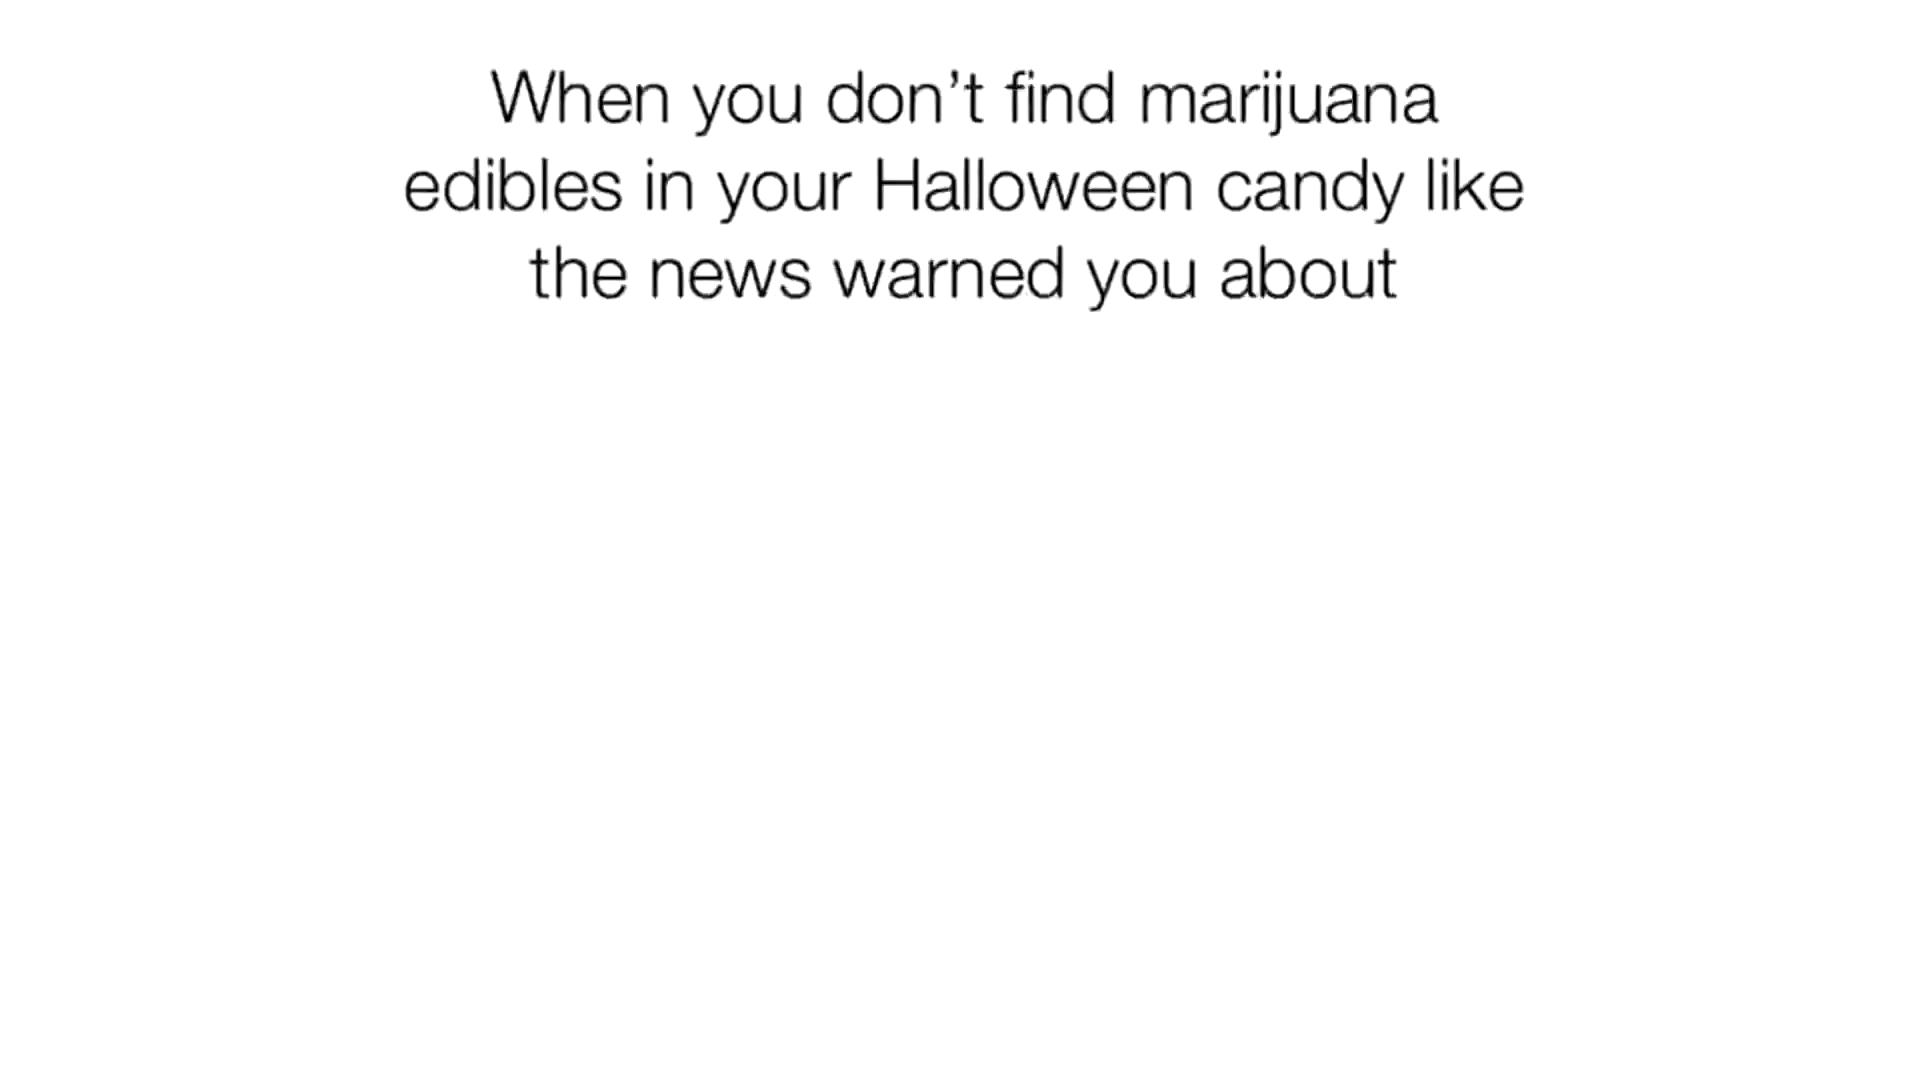 When you don’t find marijuana
edibles in your Halloween candy like
the news warned you about